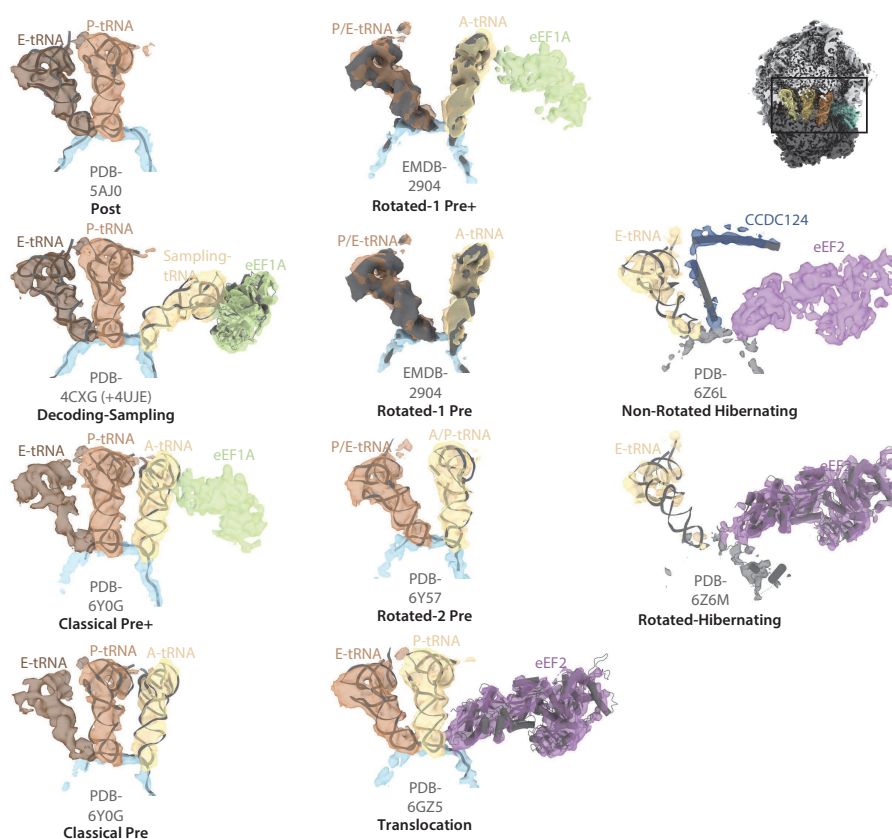 E-tRNA
P-tRNA
PDB-
5AJ0
Post
P/E-tRNA
A-tRNA
eEF1A
EMDB-
2904
Rotated-1 Pre+
E-tRNA
P-tRNA
Sampling-
tRNA
eEF1A
PDB-
4CXG (+4UJE)
Decoding-Sampling
P/E-tRNA
A-tRNA
EMDB-
2904
Rotated-1 Pre
E-tRNA
CCDC124
eEF2
PDB-
6Z6L
Non-Rotated Hibernating
E-tRNA
P-tRNA
A-tRNA
eEF1A
PDB-
6Y0G
Classical Pre+
P/E-tRNA
A/P-tRNA
PDB-
6Y57
Rotated-2 Pre
E-tRNA
PDB-
6Z6M
Rotated-Hibernating
E-tRNA
P-tRNA
A-tRNA
PDB-
6Y0G
Classical Pre
E-tRNA
P-tRNA
eEF2
PDB-
6GZ5
Translocation